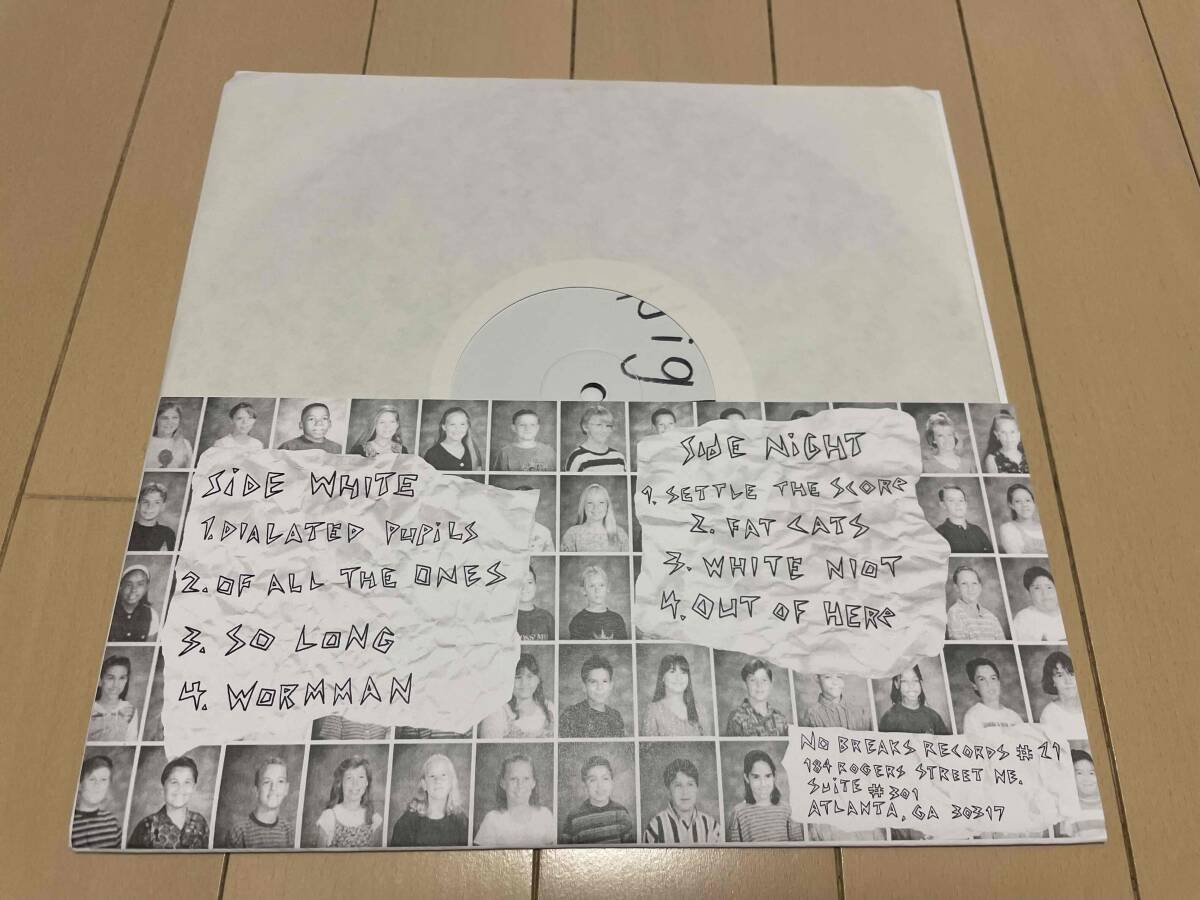 pig
SIDE WHITE
1. DIALATED PUPILS
2. OF ALL THE ONES
3. SO LONG
4. WORMMAN
SIDE NIGHT
1. SETTLE THE SCORE
2. FAT CATS
3. WHITE NIOT
4. OUT OF HERE
NO BREAKS RECORDS #21
184 ROGERS STREET NE.
SUITE #301
ATLANTA, GA 30317